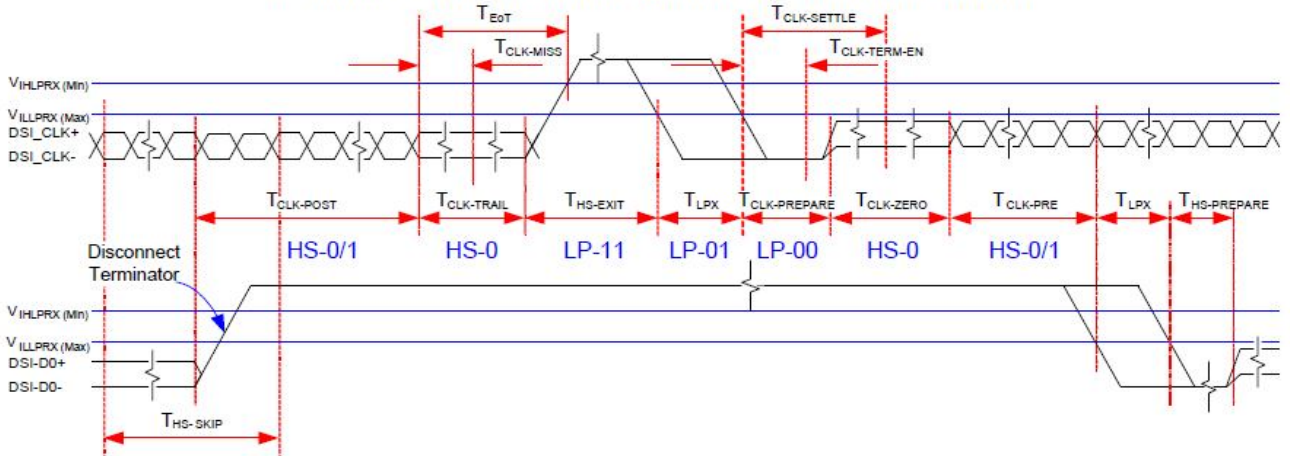 TEoT
TCLK-SETTLE
TCLK-MISS
TCLK-TERM-EN
VIHLPRX (Min)
VILLPRX (Max)
DSI_CLK+
DSI_CLK-
TCLK-POST
TCLK-TRAIL
THS-EXIT
TLPX
TCLK-PREPARE
TCLK-ZERO
TCLK-PRE
TLPX
THS-PREPARE
Disconnect
Terminator
HS-0/1
HS-0
LP-11
LP-01
LP-00
HS-0
HS-0/1
VIHLPRX (Min)
VILLPRX (Max)
DSI-D0+
DSI-D0-
THS-SKIP